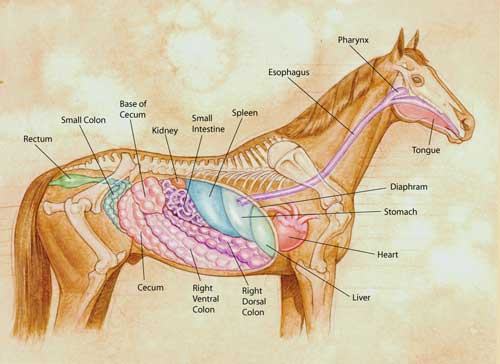 Pharynx
Esophagus
Base of
Cecum
Small
Intestine
Spleen
Small Colon
Kidney
Rectum
Tongue
Diaphram
Stomach
Heart
Cecum
Right
Ventral
Colon
Right
Dorsal
Colon
Liver